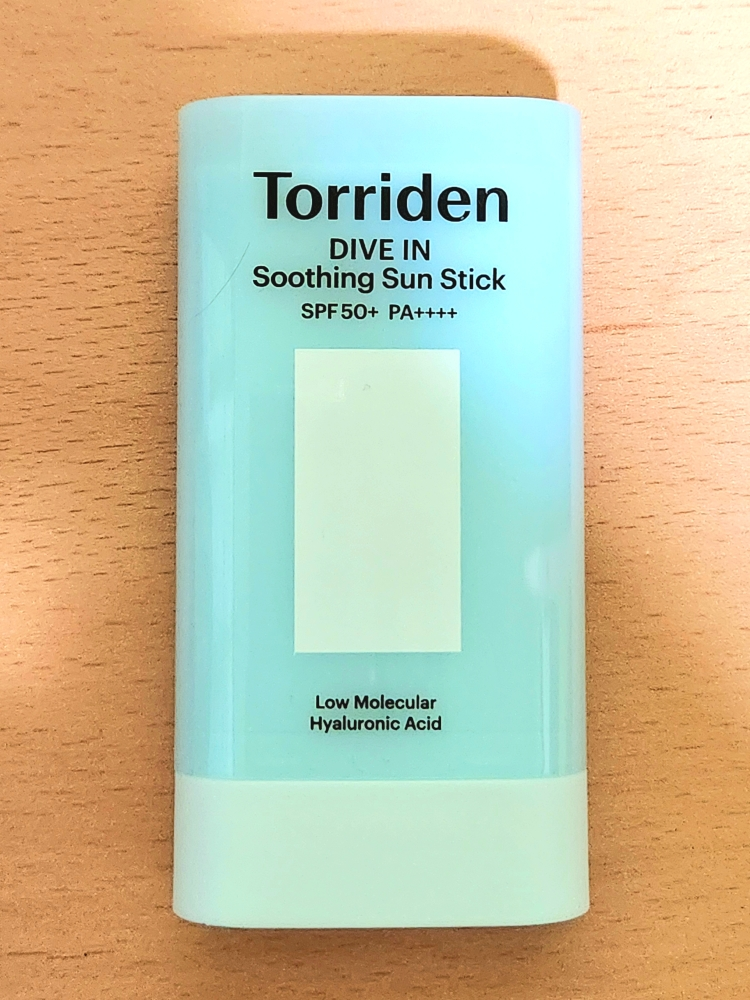 Torriden
DIVE IN
Soothing Sun Stick
SPF50+ PA++++
Low Molecular
Hyaluronic Acid